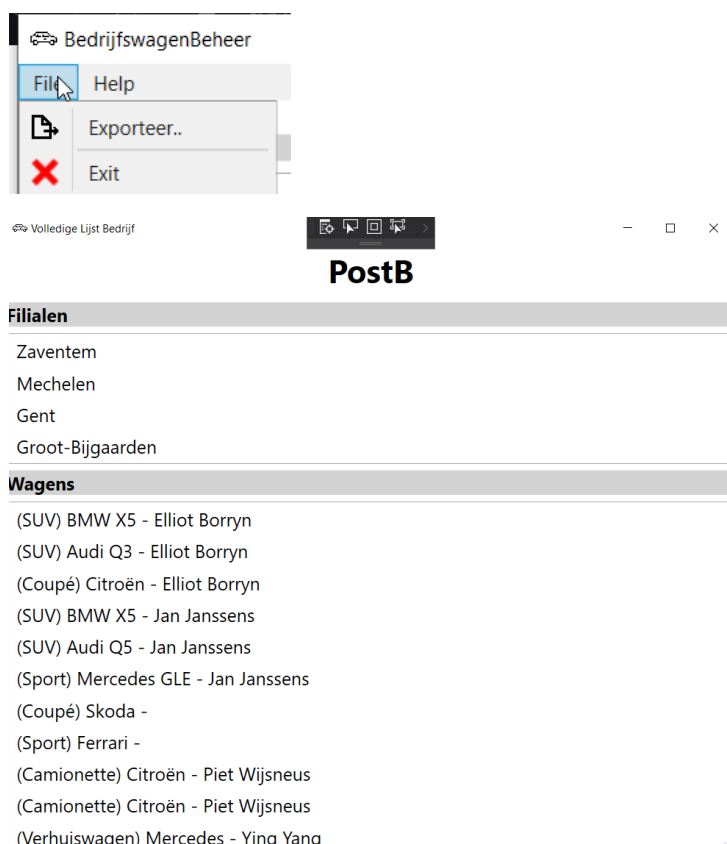 BedrijfswagenBeheer
File Help
Exporteer..
Exit
Volledige Lijst Bedrijf
PostB
Filialen
Zaventem
Mechelen
Gent
Groot-Bijgaarden
Wagens
(SUV) BMW X5 - Elliot Borryn
(SUV) Audi Q3 - Elliot Borryn
(Coupé) Citroën - Elliot Borryn
(SUV) BMW X5 - Jan Janssens
(SUV) Audi Q5 - Jan Janssens
(Sport) Mercedes GLE - Jan Janssens
(Coupé) Skoda -
(Sport) Ferrari -
(Camionette) Citroën - Piet Wijsneus
(Camionette) Citroën - Piet Wijsneus
(Verhuiswagen) Mercedes - Ying Yang